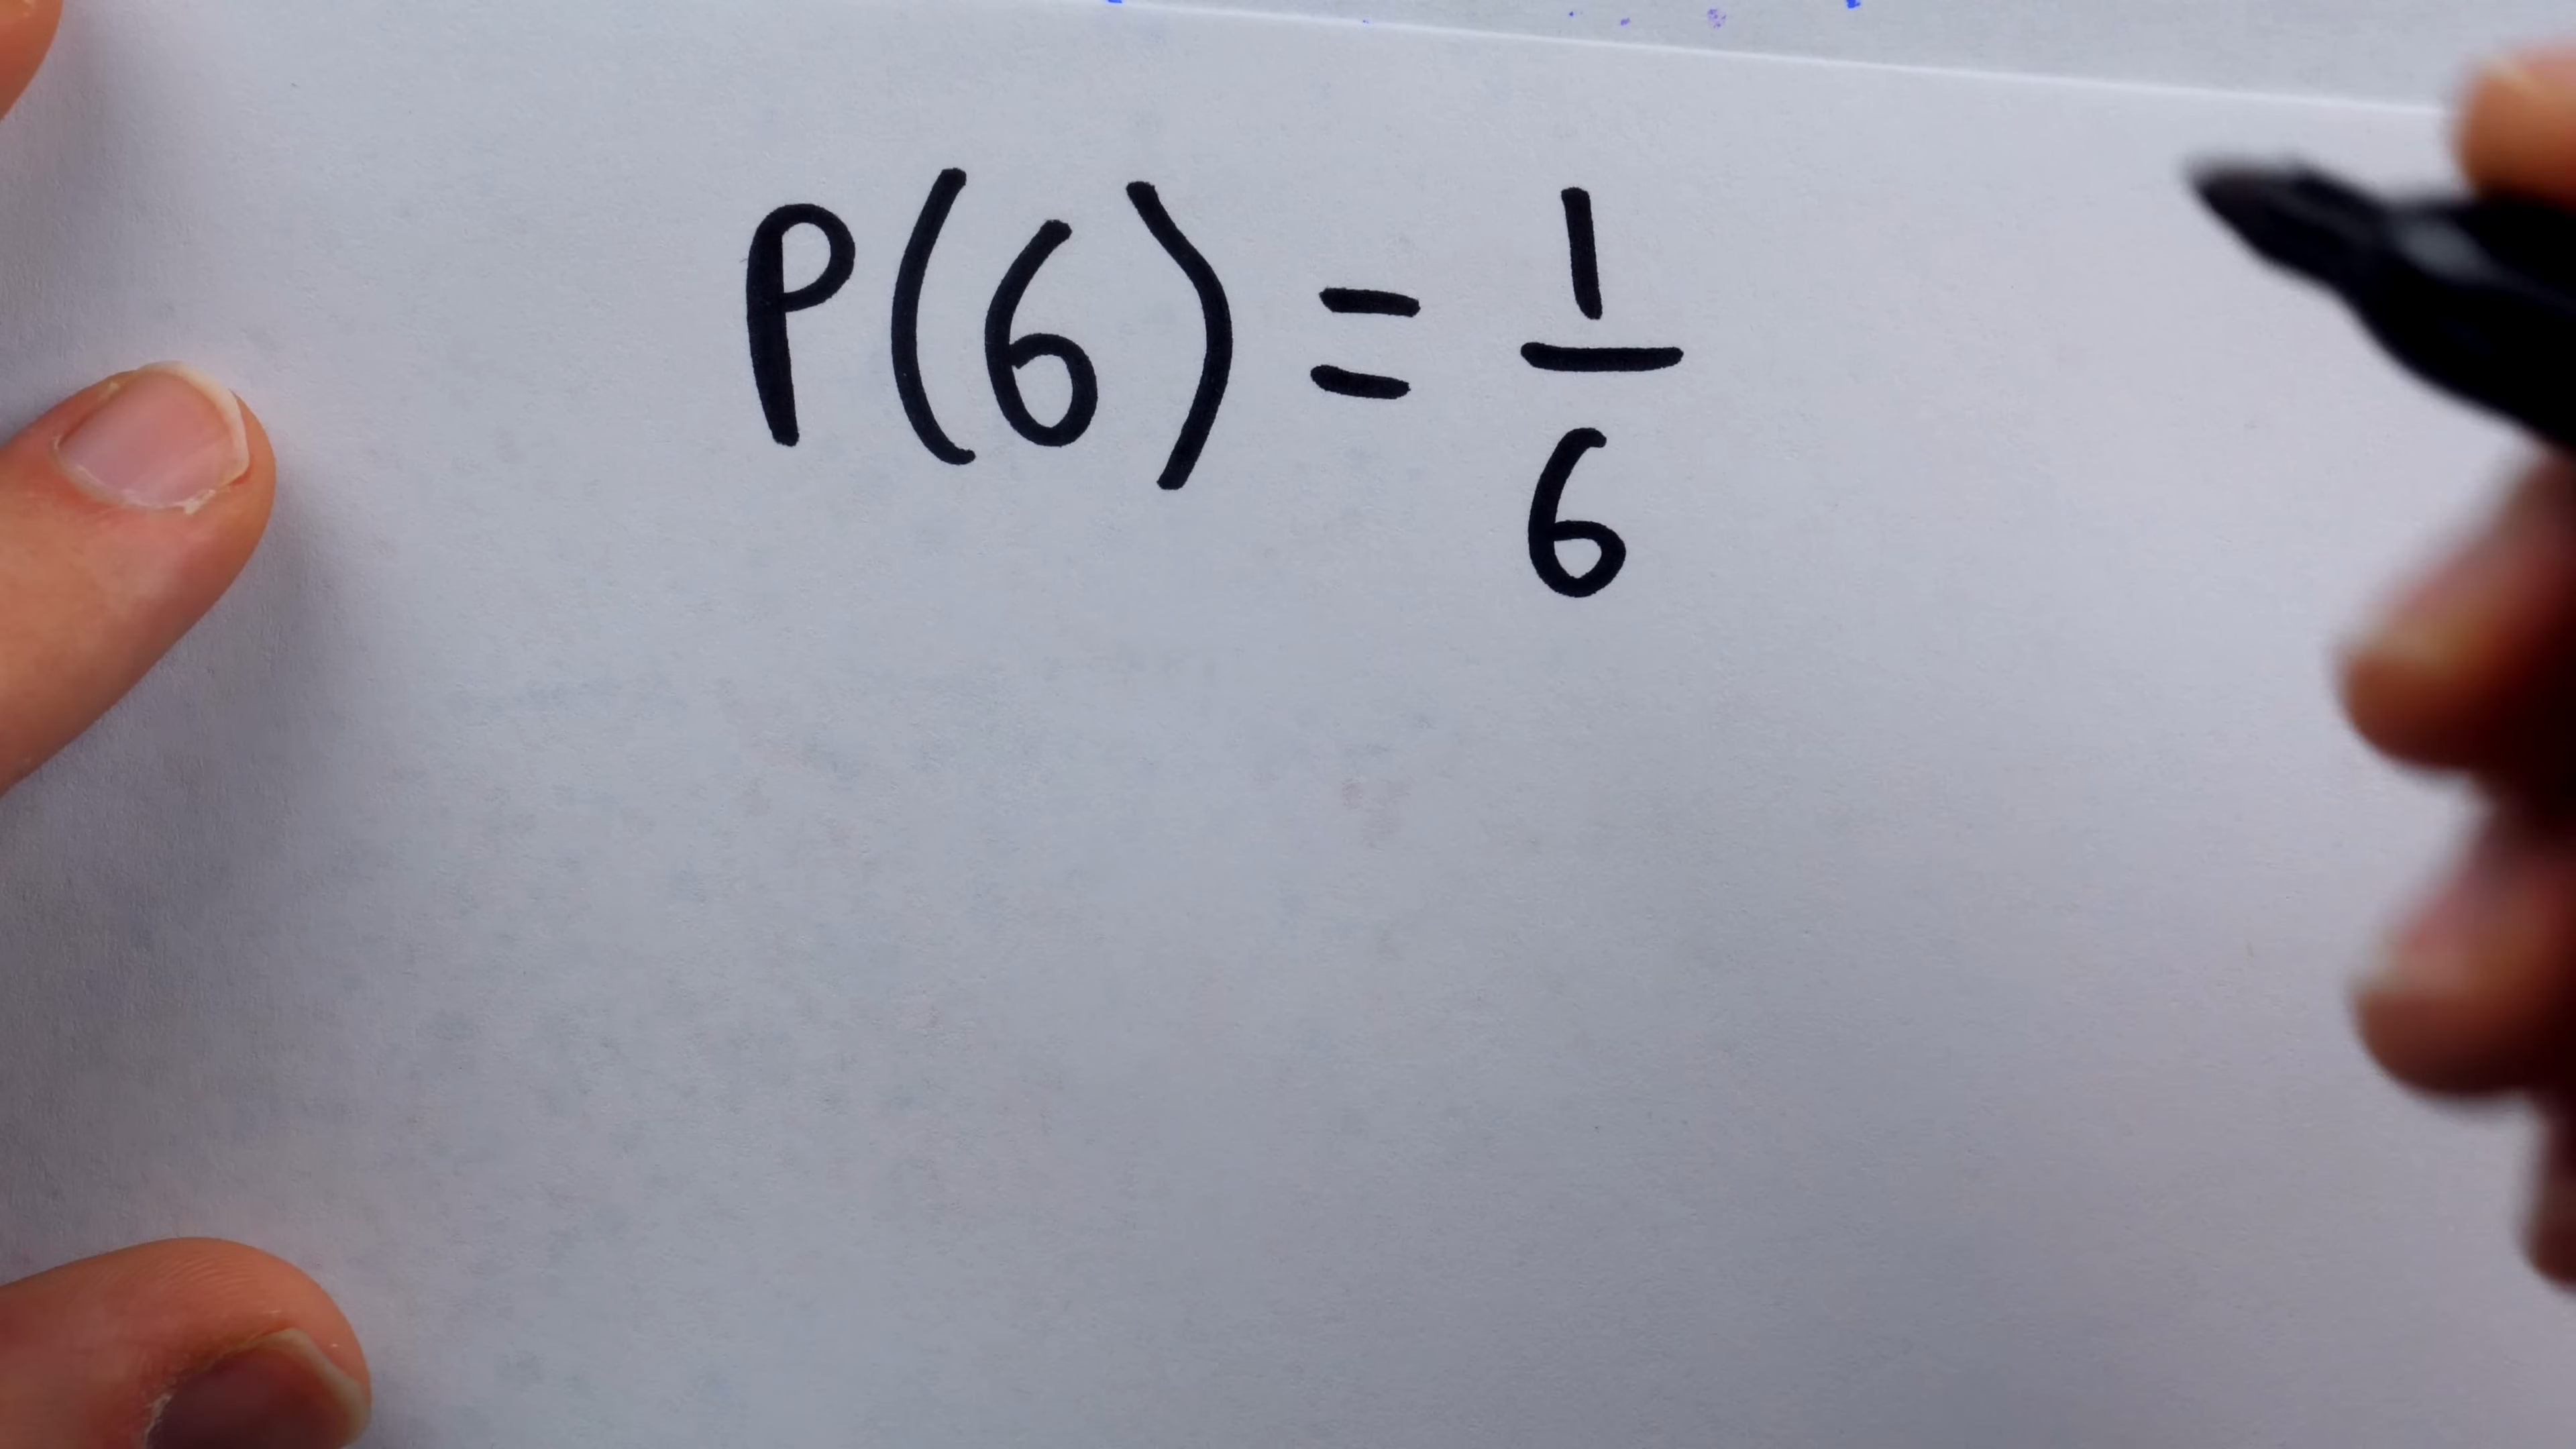 P(6) = 1/6